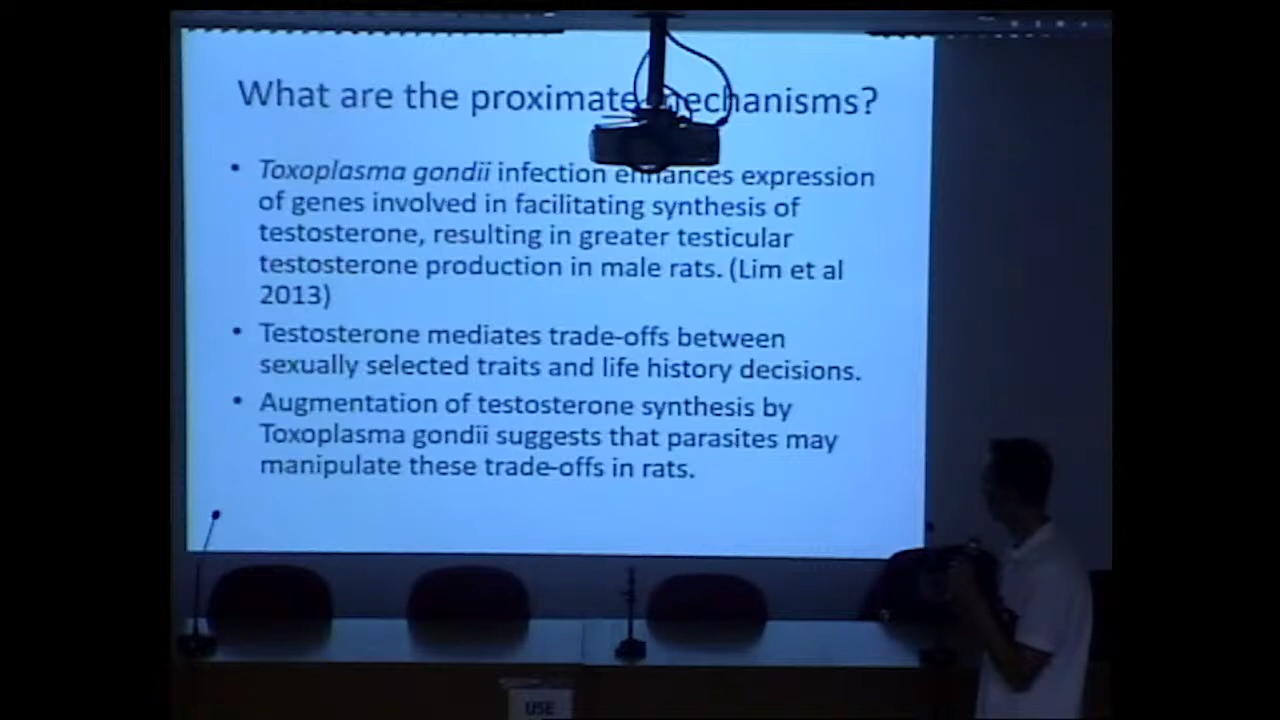 What are the proximate mechanisms?
• Toxoplasma gondii infection enhances expression
of genes involved in facilitating synthesis of
testosterone, resulting in greater testicular
testosterone production in male rats. (Lim et al
2013)
• Testosterone mediates trade-offs between
sexually selected traits and life history decisions.
• Augmentation of testosterone synthesis by
Toxoplasma gondii suggests that parasites may
manipulate these trade-offs in rats.
USE